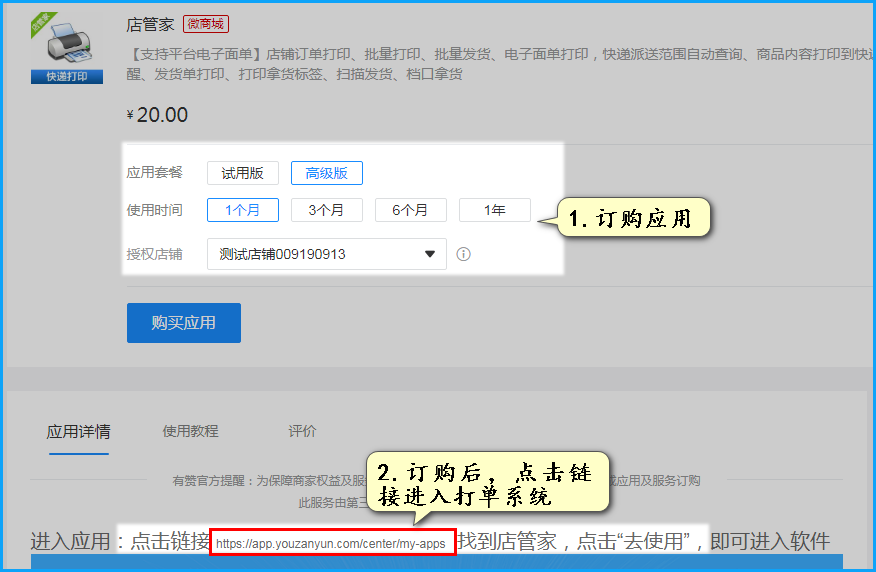 店管家
店管家 微商城
快递打印
【支持平台电子面单】店铺订单打印、批量打印、批量发货、电子面单打印，快递派送范围自动查询、商品内容打印到快
醒、发货单打印、打印拿货标签、扫描发货、档口拿货
¥20.00
应用套餐 试用版 高级版
使用时间 1个月 3个月 6个月 1年
1.订购应用
授权店铺 测试店铺009190913
购买应用
应用详情 使用教程 评价
2.订购后，点击链
接进入打单系统
有赞官方提醒：为保障商家权益及服 成应用及服务订购
此服务由第三
进入应用：点击链接 https://app.youzanyun.com/center/my-apps 找到店管家，点击“去使用”，即可进入软件